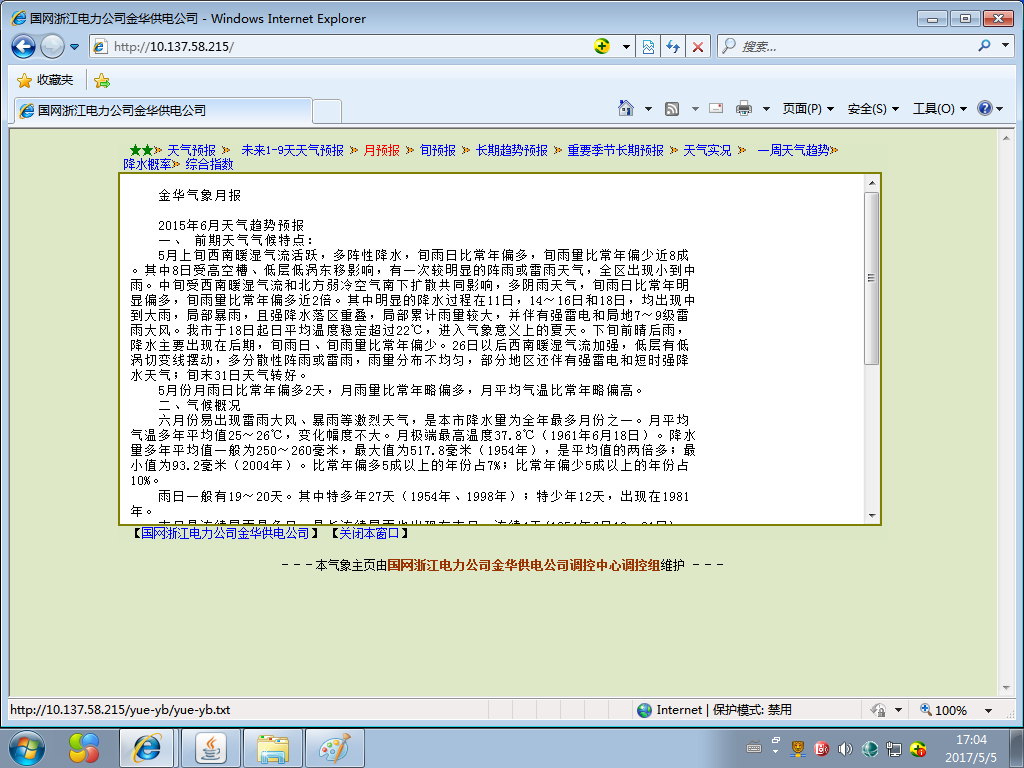 国网浙江电力公司金华供电公司 - Windows Internet Explorer
http://10.137.58.215/
搜索...
收藏夹
国网浙江电力公司金华供电公司
页面(P)
安全(S)
工具(O)
★★ 天气预报 未来1-9天天气预报 月预报 旬预报 长期趋势预报 重要季节长期预报 天气实况 一周天气趋势
降水概率 综合指数
金华气象月报
2015年6月天气趋势预报
一、 前期天气气候特点：
5月上旬西南暖湿气流活跃，多阵性降水，旬雨日比常年偏多，旬雨量比常年偏少近8成
。其中8日受高空槽、低层低涡东移影响，有一次较明显的阵雨或雷雨天气，全区出现小到中
雨。中旬受西南暖湿气流和北方弱冷空气南下扩散共同影响，多阴雨天气，旬雨日比常年明
显偏多，旬雨量比常年偏多近2倍。其中明显的降水过程在11日，14～16日和18日，均出现中
到大雨，局部暴雨，且强降水落区重叠，局部累计雨量较大，并伴有强雷电和局地7～9级雷
雨大风。我市于18日起日平均温度稳定超过22℃，进入气象意义上的夏天。下旬前晴后雨，
降水主要出现在后期，旬雨日、旬雨量比常年偏少。26日以后西南暖湿气流加强，低层有低
涡切变线摆动，多分散性阵雨或雷雨，雨量分布不均匀，部分地区还伴有强雷电和短时强降
水天气；旬末31日天气转好。
5月份月雨日比常年偏多2天，月雨量比常年略偏多，月平均气温比常年略偏高。
二、气候概况
六月份易出现雷雨大风、暴雨等激烈天气，是本市降水量为全年最多月份之一。月平均
气温多年平均值25～26℃，变化幅度不大。月极端最高温度37.8℃（1961年6月18日）。降水
量多年平均值一般为250～260毫米，最大值为517.8毫米（1954年），是平均值的两倍多；最
小值为93.2毫米（2004年）。比常年偏多5成以上的年份占7%；比常年偏少5成以上的年份占
10%。
雨日一般有19～20天。其中特多年27天（1954年、1998年）；特少年12天，出现在1981
年。
【国网浙江电力公司金华供电公司】 【关闭本窗口】
- - - 本气象主页由国网浙江电力公司金华供电公司调控中心调控组维护 - - -
http://10.137.58.215/yue-yb/yue-yb.txt
Internet | 保护模式: 禁用
100%
17:04
2017/5/5